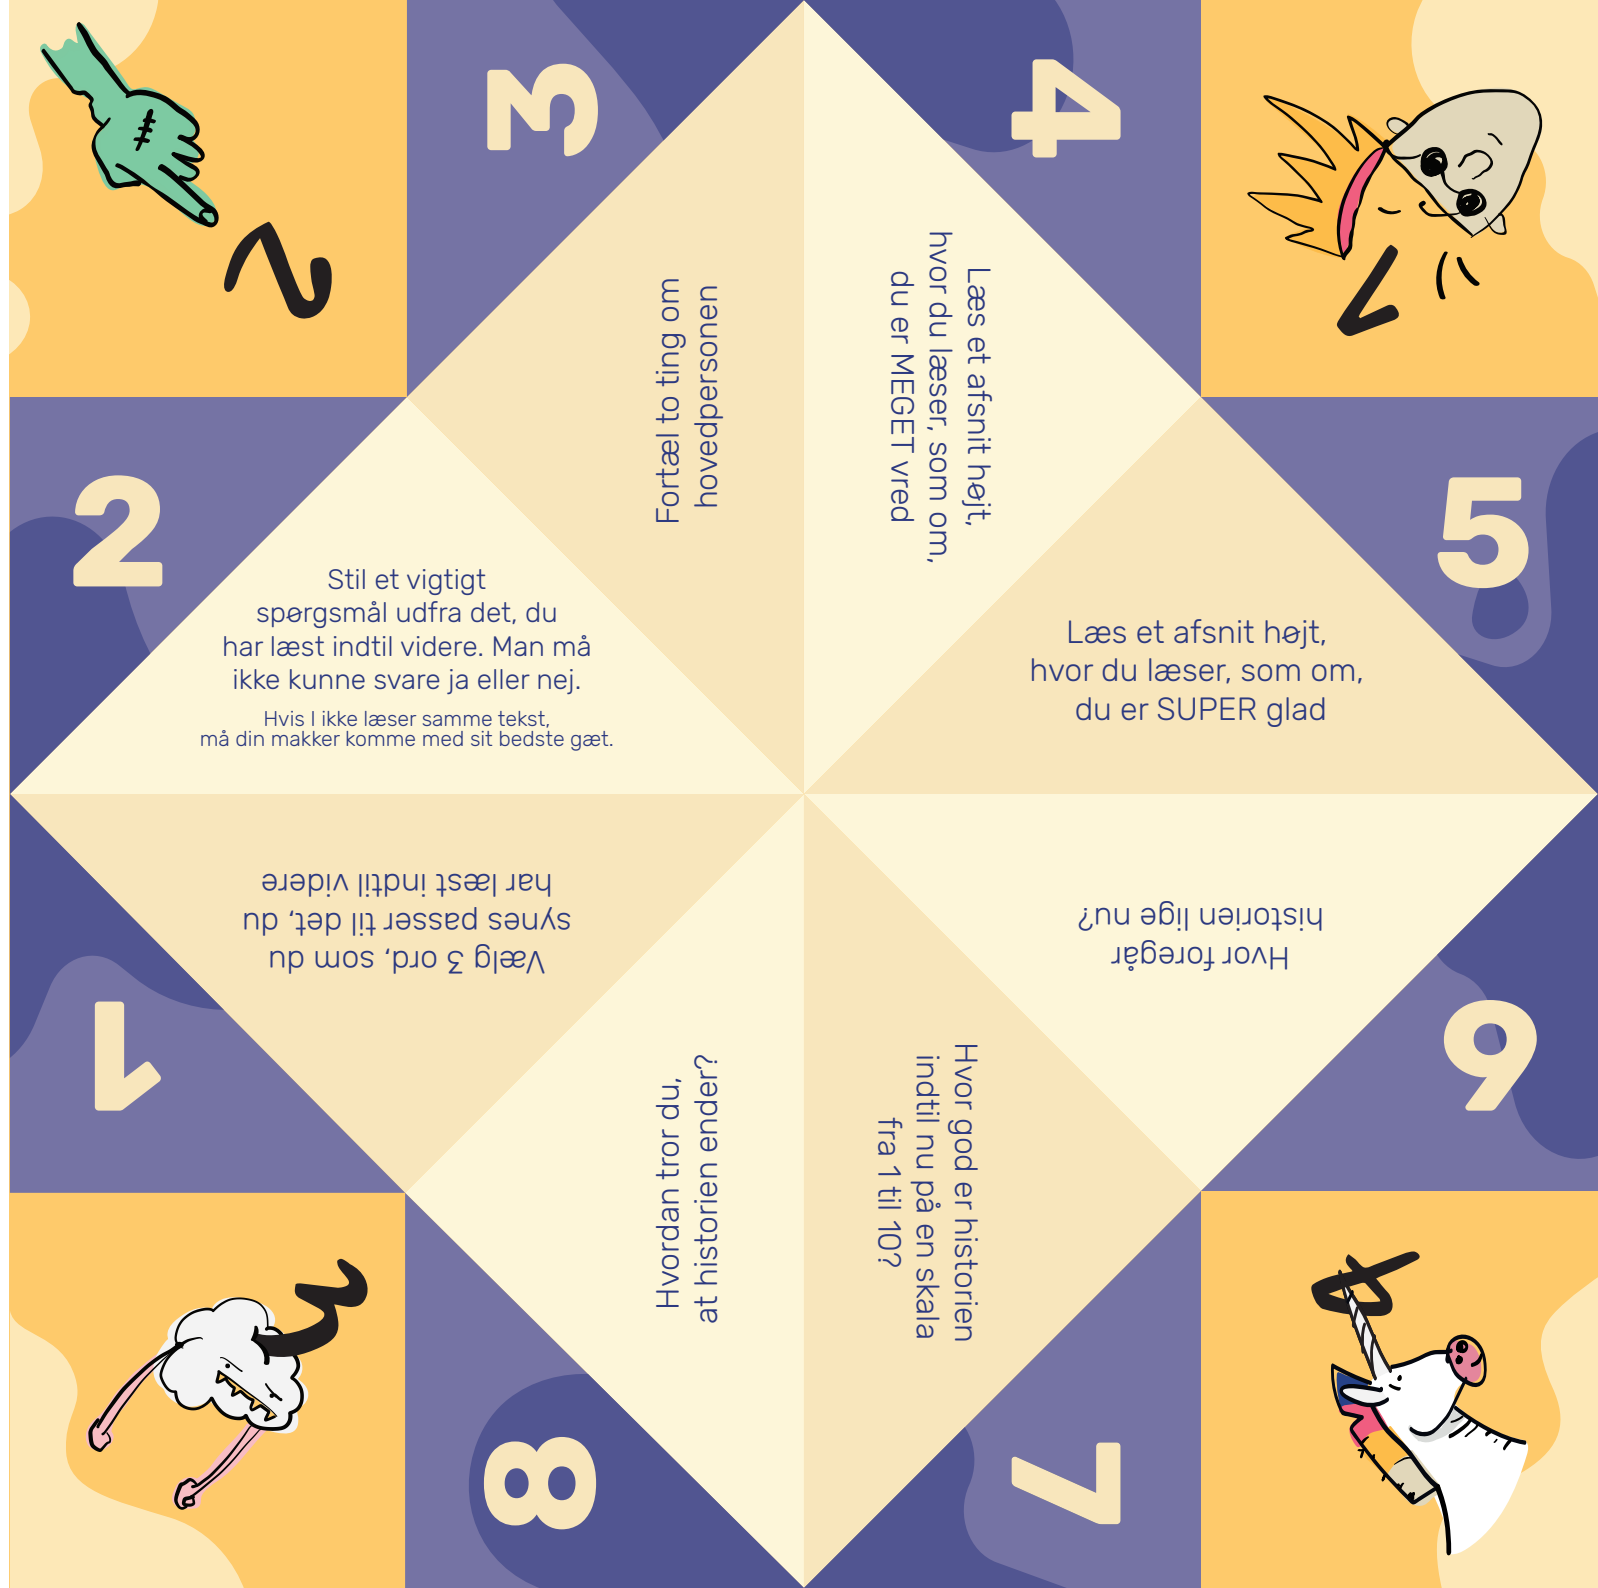 2
3
4
1
2
5
1
6
3
8
7
4
Fortæl to ting om
hovedpersonen
Læs et afsnit højt,
hvor du læser, som om,
du er MEGET vred
Stil et vigtigt
spørgsmål udfra det, du
har læst indtil videre. Man må
ikke kunne svare ja eller nej.
Hvis I ikke læser samme tekst,
må din makker komme med sit bedste gæt.
Læs et afsnit højt,
hvor du læser, som om,
du er SUPER glad
Vælg 3 ord, som du
synes passer til det, du
har læst indtil videre
Hvor foregår
historien lige nu?
Hvordan tror du,
at historien ender?
Hvor god er historien
indtil nu på en skala
fra 1 til 10?